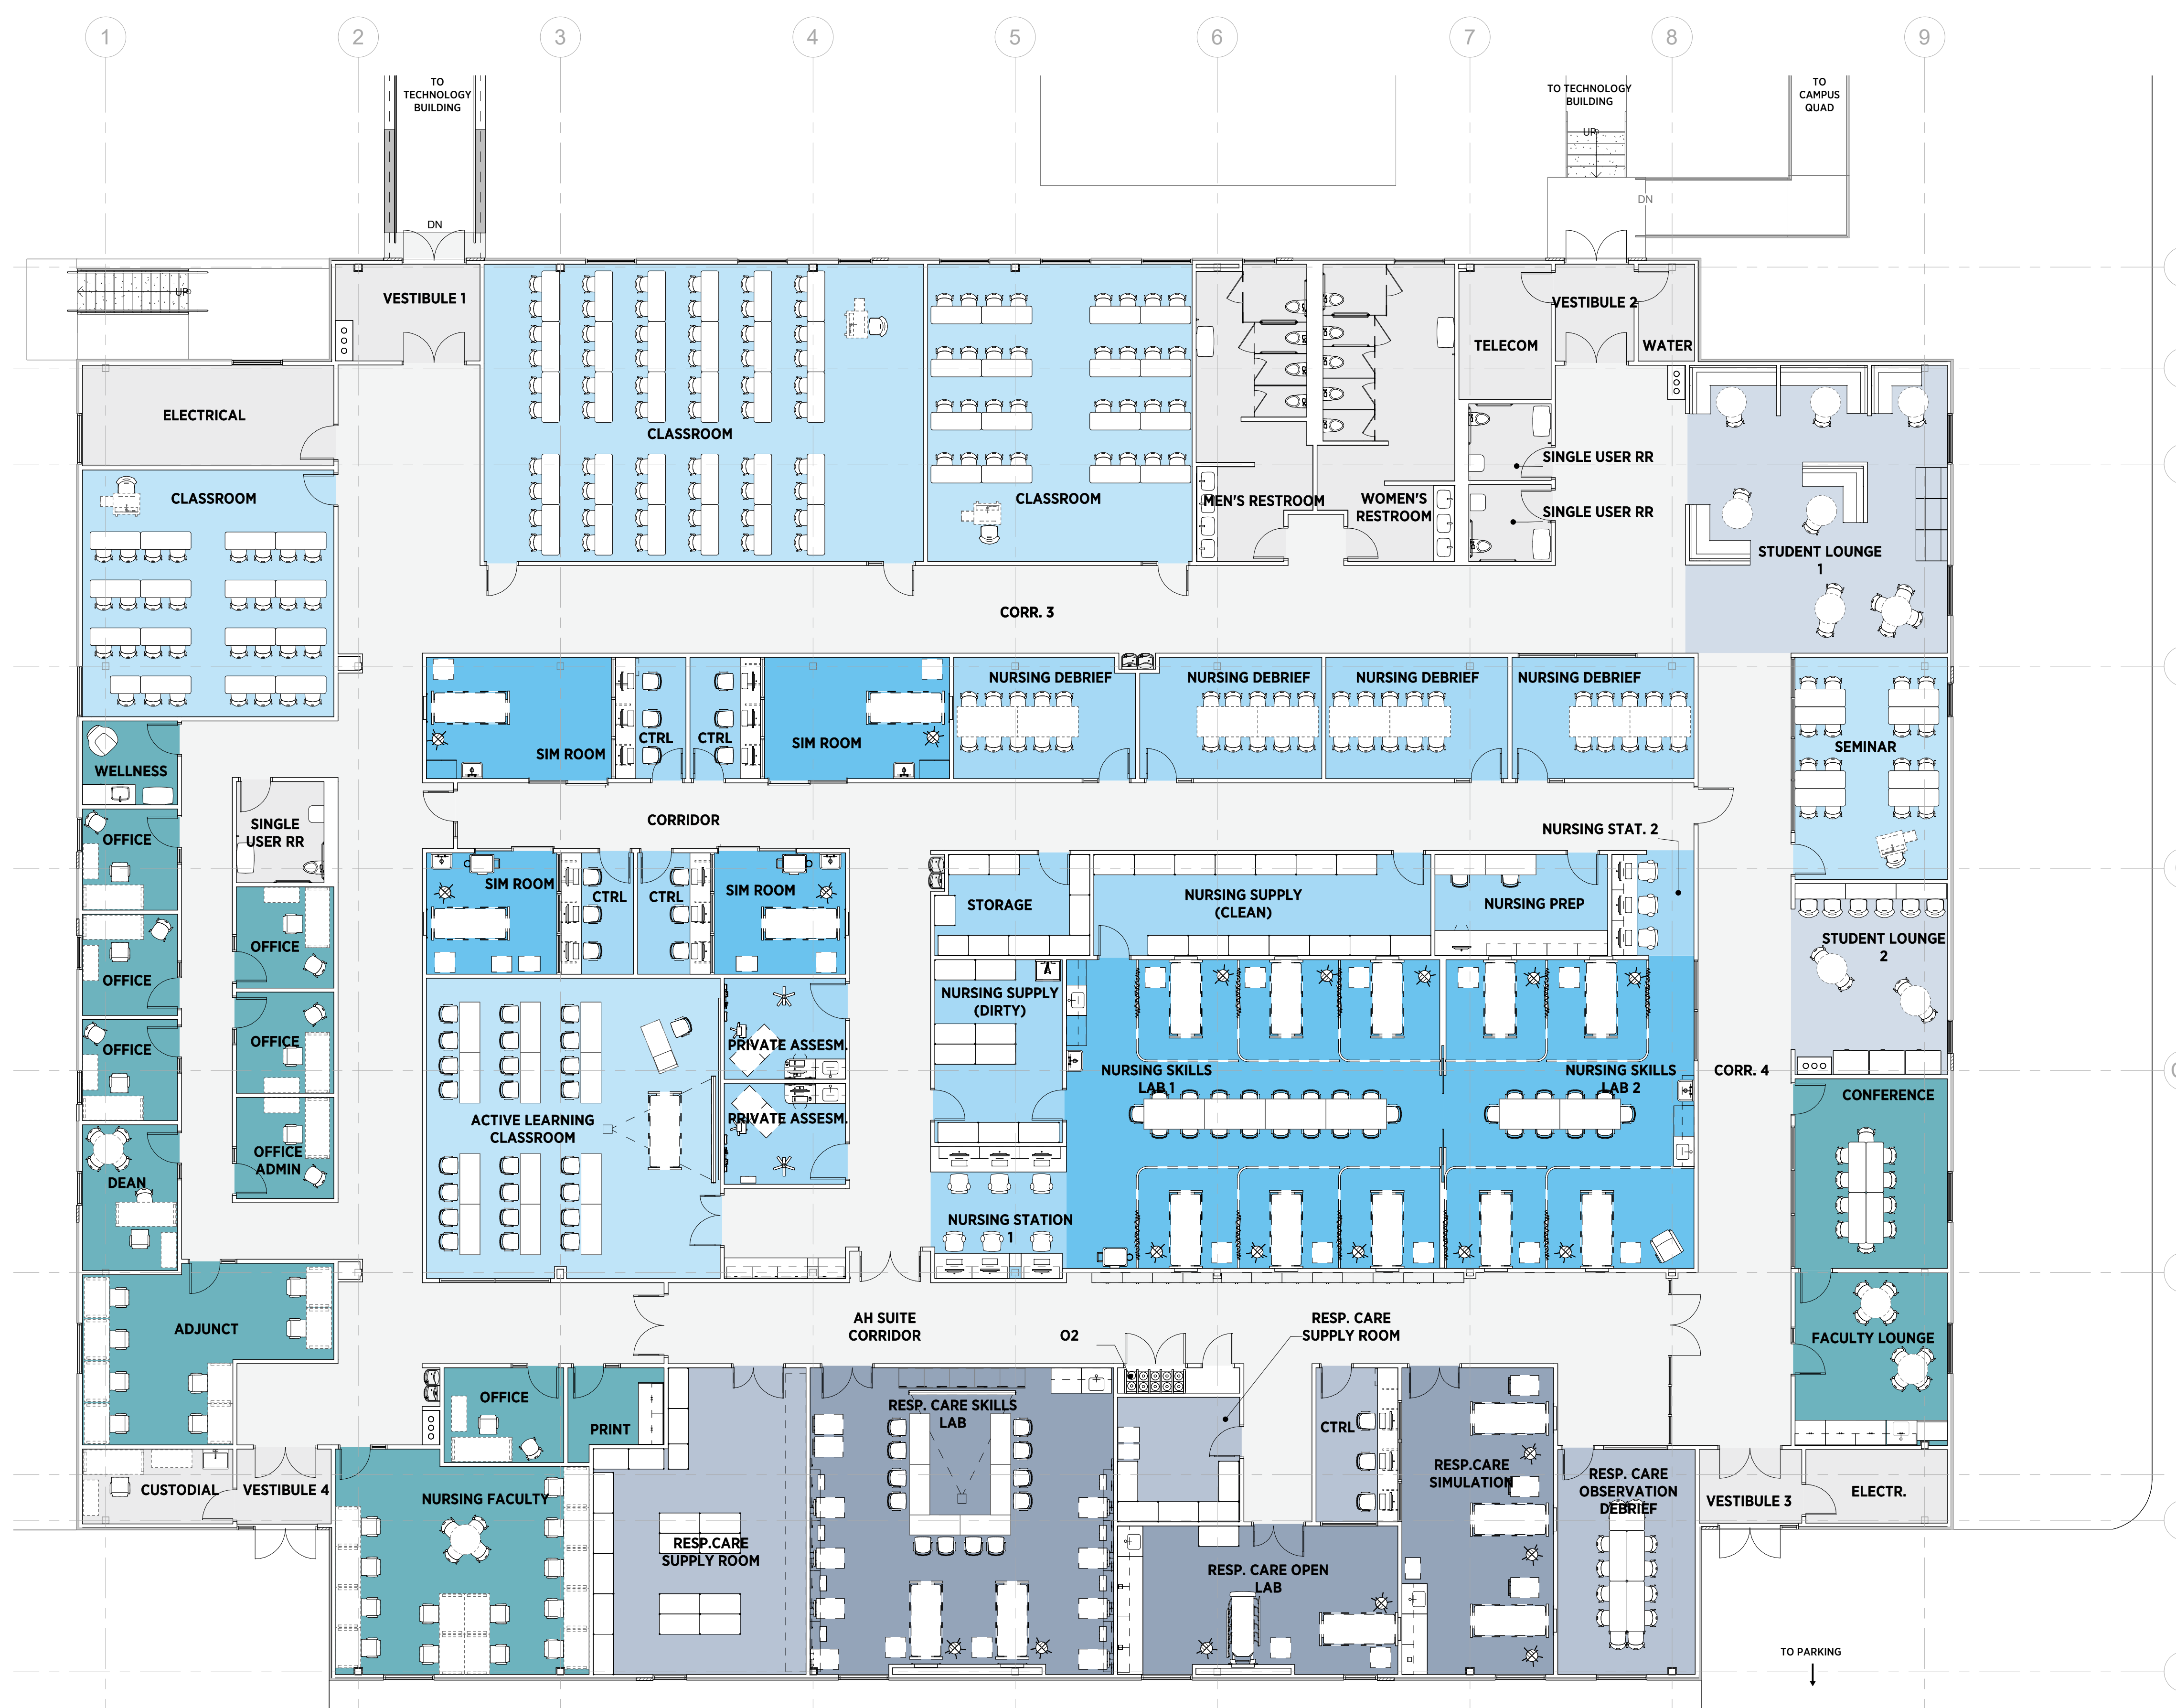 1
2
3
4
5
6
7
8
9
TO
TECHNOLOGY
BUILDING
TO TECHNOLOGY
BUILDING
TO
CAMPUS
QUAD
UP
DN
DN
UP
VESTIBULE 1
VESTIBULE 2
TELECOM
WATER
ELECTRICAL
CLASSROOM
CLASSROOM
CLASSROOM
MEN'S RESTROOM
WOMEN'S
RESTROOM
SINGLE USER RR
SINGLE USER RR
STUDENT LOUNGE
1
CORR. 3
SIM ROOM
CTRL
CTRL
SIM ROOM
NURSING DEBRIEF
NURSING DEBRIEF
NURSING DEBRIEF
NURSING DEBRIEF
SEMINAR
WELLNESS
OFFICE
SINGLE
USER RR
CORRIDOR
NURSING STAT. 2
SIM ROOM
CTRL
CTRL
SIM ROOM
STORAGE
NURSING SUPPLY
(CLEAN)
NURSING PREP
STUDENT LOUNGE
2
OFFICE
OFFICE
OFFICE
OFFICE
NURSING SUPPLY
(DIRTY)
PRIVATE ASSESM.
NURSING SKILLS
LAB 1
NURSING SKILLS
LAB 2
CORR. 4
CONFERENCE
ACTIVE LEARNING
CLASSROOM
PRIVATE ASSESM.
OFFICE
ADMIN
DEAN
NURSING STATION
1
ADJUNCT
AH SUITE
CORRIDOR
O2
RESP. CARE
SUPPLY ROOM
FACULTY LOUNGE
OFFICE
PRINT
RESP. CARE SKILLS
LAB
CTRL
RESP.CARE
SIMULATION
RESP. CARE
OBSERVATION
DEBRIEF
CUSTODIAL
VESTIBULE 4
NURSING FACULTY
VESTIBULE 3
ELECTR.
RESP.CARE
SUPPLY ROOM
RESP. CARE OPEN
LAB
TO PARKING